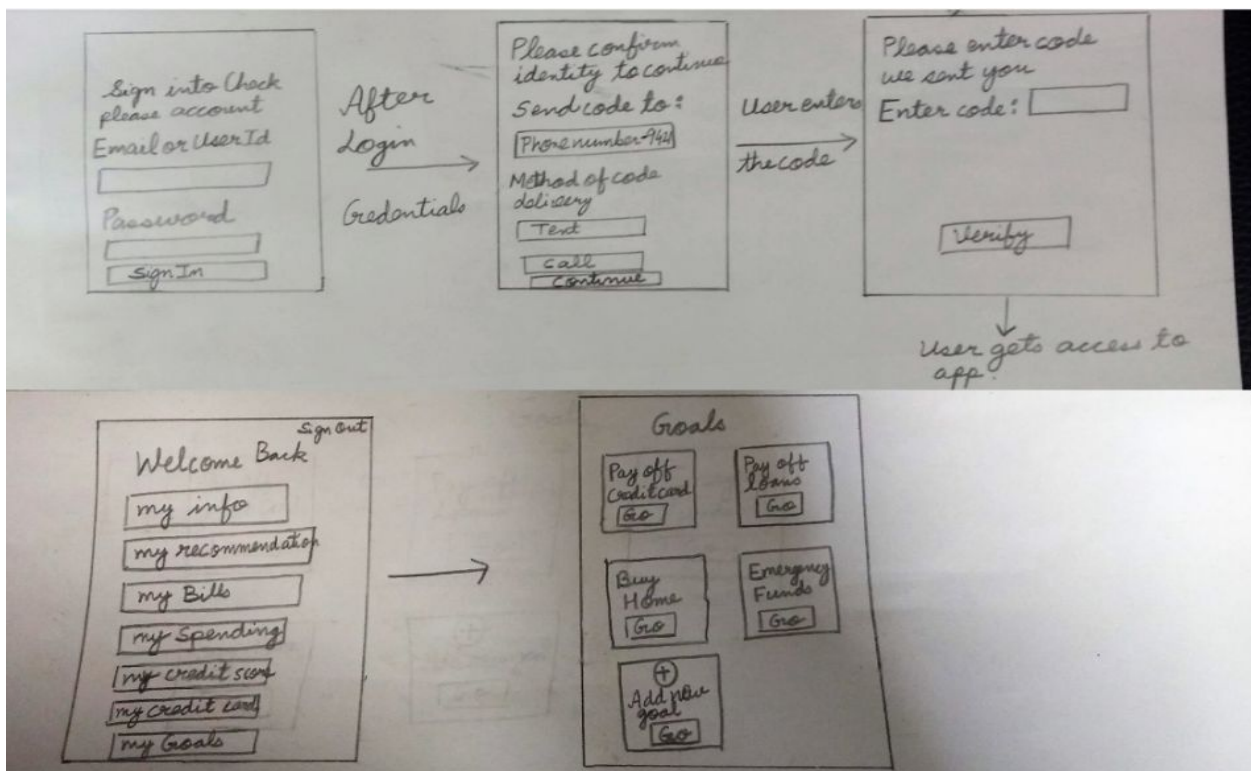 Sign into Check
please account
Email or User Id
Password
Sign In
After
Login
Credentials
Please confirm
identity to continue
Send code to:
Phone number-942
Method of code
delivery
Text
Call
Continue
User enters
the code
Please enter code
we sent you
Enter code:
Verify
User gets access to
app.
Sign Out
Welcome Back
my info
my recommendation
my Bills
my Spending
my credit score
my credit card
my Goals
Goals
Pay off
Credit card
Go
Pay off
loans
Go
Buy
Home
Go
Emergency
Funds
Go
+
Add new
goal
Go